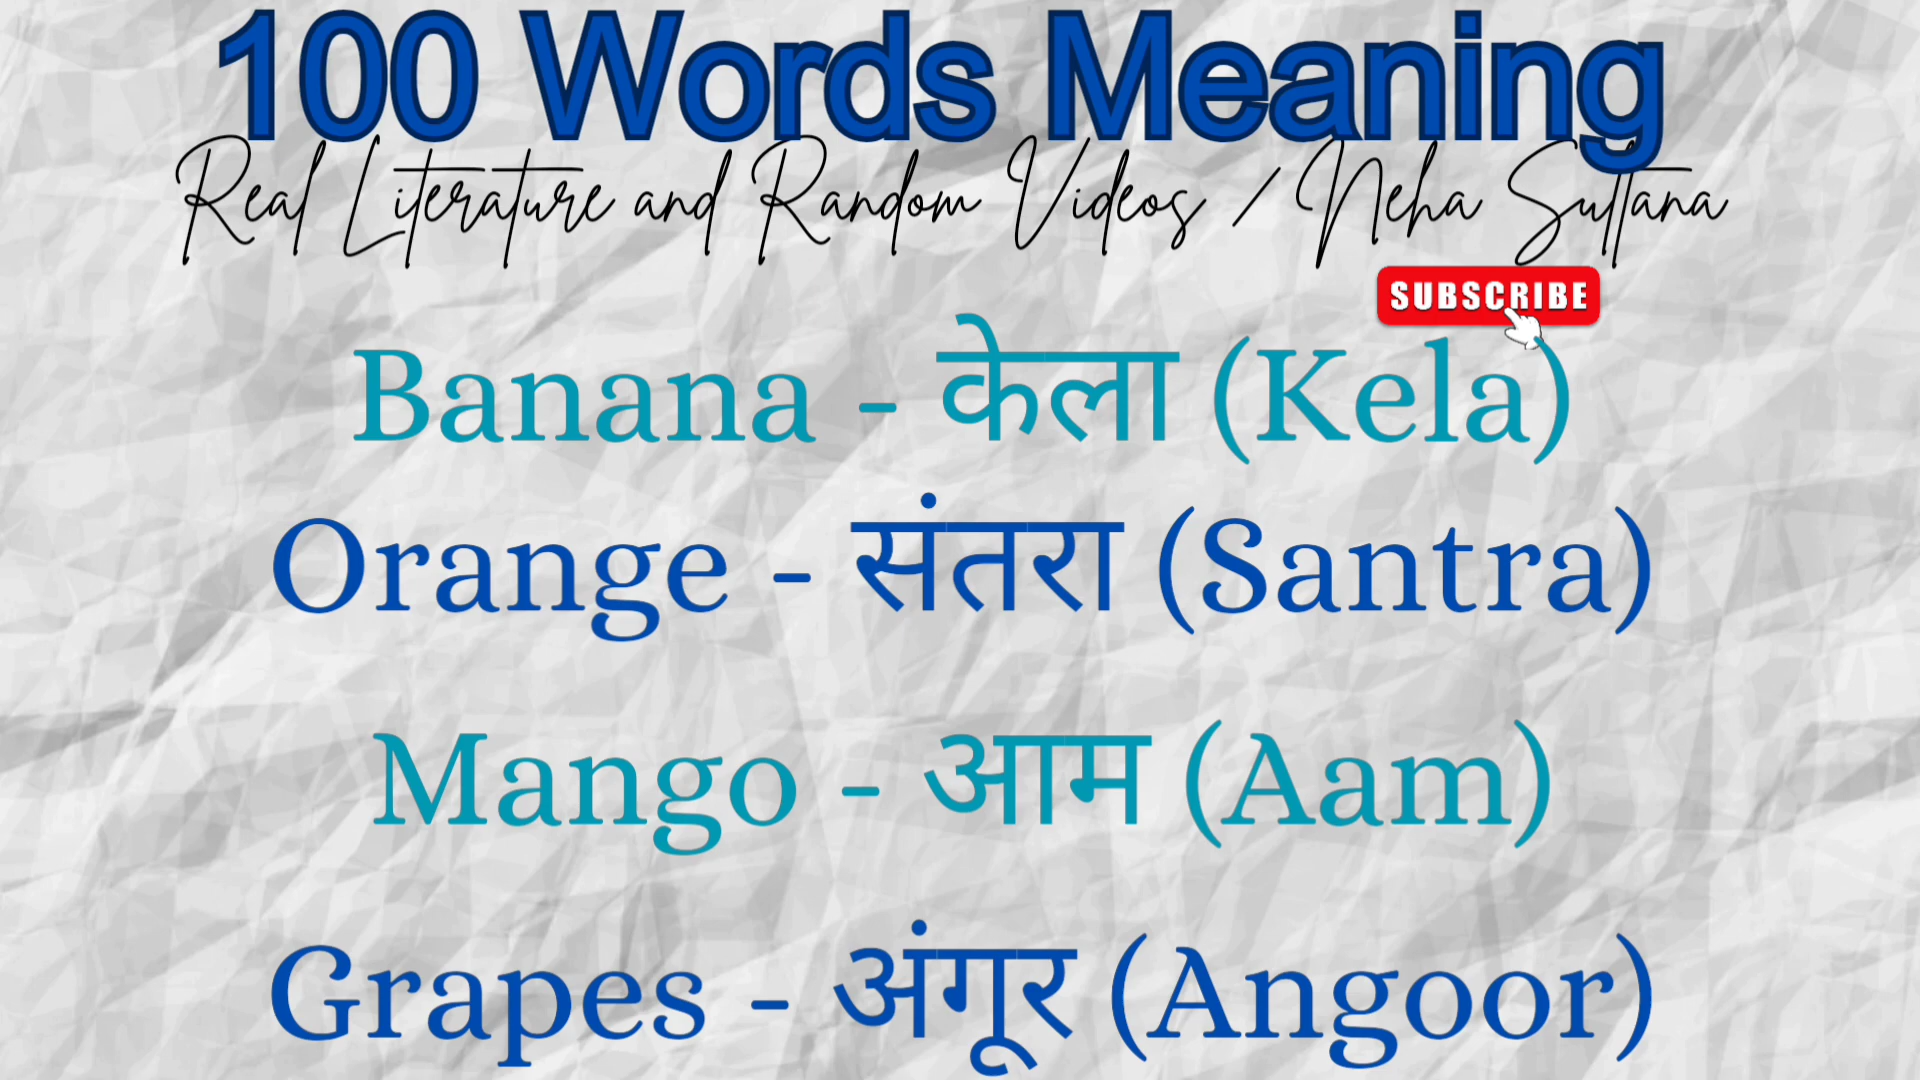 100 Words Meaning
Real Literature and Random Videos / Neha Sultana
SUBSCRIBE
Banana - केला (Kela)
Orange - संतरा (Santra)
Mango - आम (Aam)
Grapes - अंगूर (Angoor)